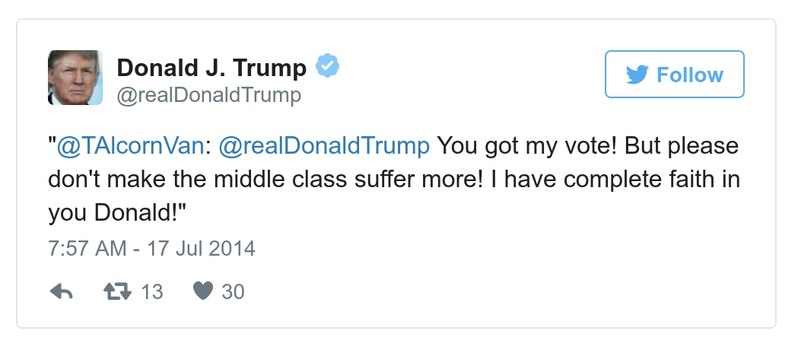 Donald J. Trump
@realDonaldTrump
Follow
"@TAlcornVan: @realDonaldTrump You got my vote! But please
don't make the middle class suffer more! I have complete faith in
you Donald!"
7:57 AM - 17 Jul 2014
13 30